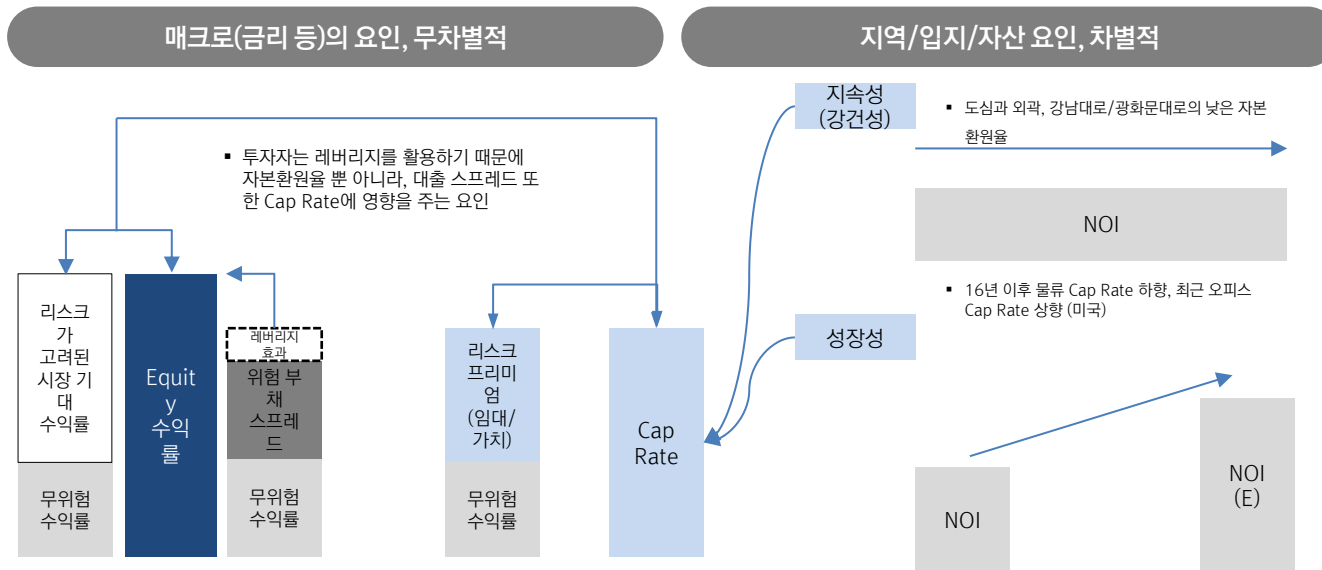 매크로(금리 등)의 요인, 무차별적
지역/입지/자산 요인, 차별적
▪ 투자자는 레버리지를 활용하기 때문에
자본환원율 뿐 아니라, 대출 스프레드 또
한 Cap Rate에 영향을 주는 요인
리스크
가
고려된
시장 기
대
수익률
무위험
수익률
Equit
y
수익
률
레버리지
효과
위험 부
채
스프레
드
무위험
수익률
리스크
프리미
엄
(임대/
가치)
무위험
수익률
Cap
Rate
지속성
(강건성)
▪ 도심과 외곽, 강남대로/광화문대로의 낮은 자본
환원율
NOI
성장성
▪ 16년 이후 물류 Cap Rate 하향, 최근 오피스
Cap Rate 상향 (미국)
NOI
NOI
(E)